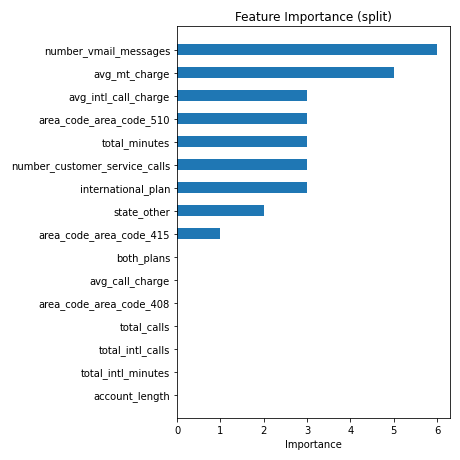 Feature Importance (split)
number_vmail_messages
avg_mt_charge
avg_intl_call_charge
area_code_area_code_510
total_minutes
number_customer_service_calls
international_plan
state_other
area_code_area_code_415
both_plans
avg_call_charge
area_code_area_code_408
total_calls
total_intl_calls
total_intl_minutes
account_length
0 1 2 3 4 5 6
Importance